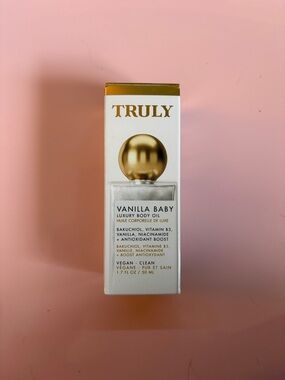 TRULY
VANILLA BABY
LUXURY BODY OIL
HUILE CORPORELLE DE LUXE
BAKUCHIOL, VITAMIN B3,
VANILLA, NIACINAMIDE
+ ANTIOXIDANT BOOST
BAKUCHIOL, VITAMINE B3,
VANILLE, NIACINAMIDE
+ BOOST ANTIOXYDANT
VEGAN · CLEAN
VÉGANE · PUR ET SAIN
1.7 FL OZ / 50 ML